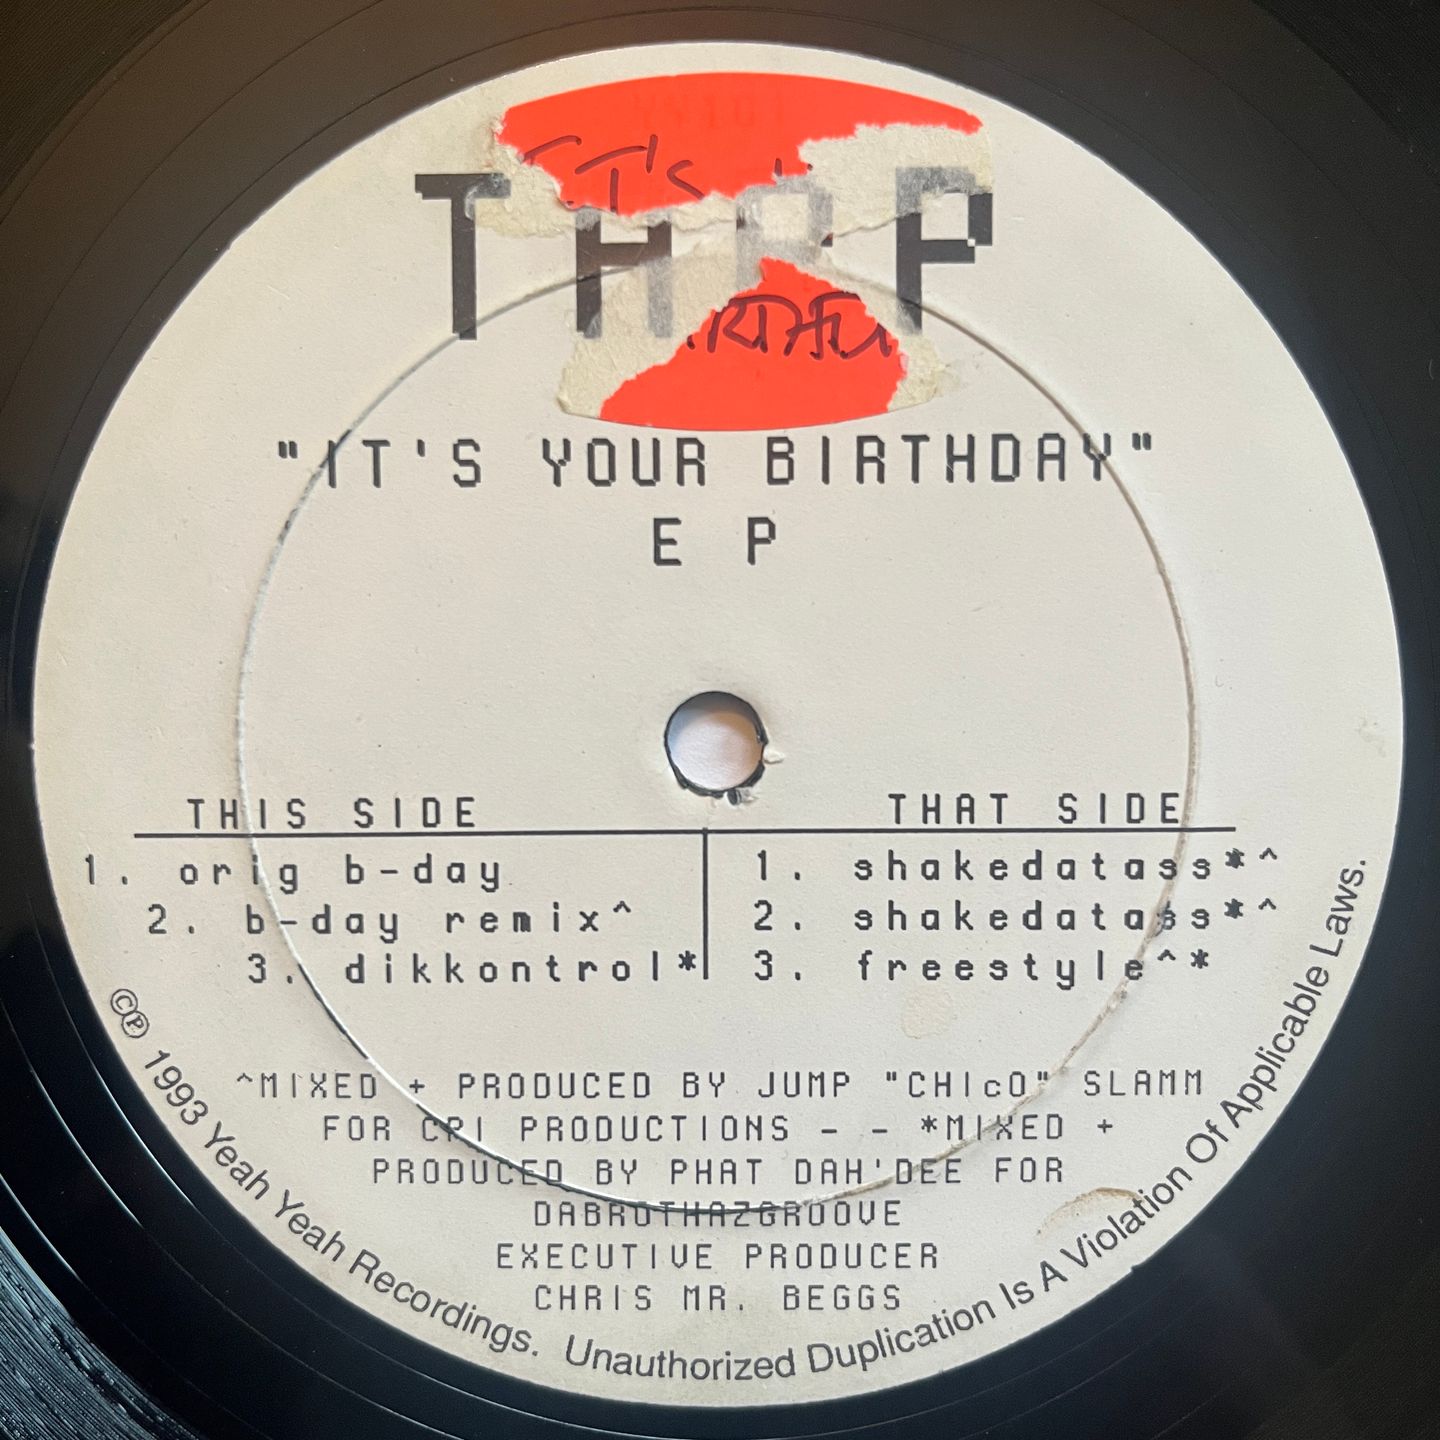 IT'S
"IT'S YOUR BIRTHDAY"
EP
THIS SIDE
1. orig b-day
2. b-day remix^
3. dikkontrol*
THAT SIDE
1. shakedatass*^
2. shakedatass*^
3. freestyle^*
^MIXED + PRODUCED BY JUMP "CHIcO" SLAMM
FOR CPI PRODUCTIONS - - *MIXED +
PRODUCED BY PHAT DAH'DEE FOR
DABROTHAZGROOVE
EXECUTIVE PRODUCER
CHRIS MR. BEGGS
©℗ 1993 Yeah Yeah Recordings. Unauthorized Duplication Is A Violation Of Applicable Laws.